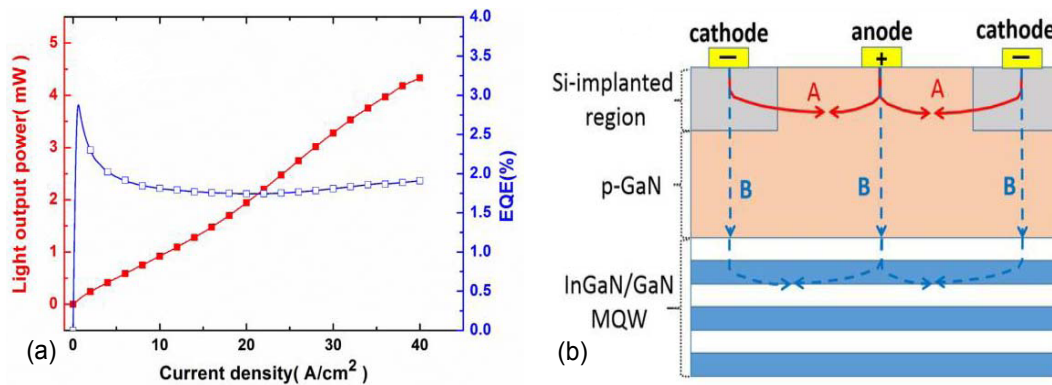 Light output power( mW)
5
4
3
2
1
0
4.0
3.5
3.0
2.5
2.0
1.5
1.0
0.5
0.0
EQE(%)
0 10 20 30 40
Current density( A/cm2)
(a)
cathode anode cathode
− + −
Si-implanted
region
A A
p-GaN
B B B
InGaN/GaN
MQW
(b)